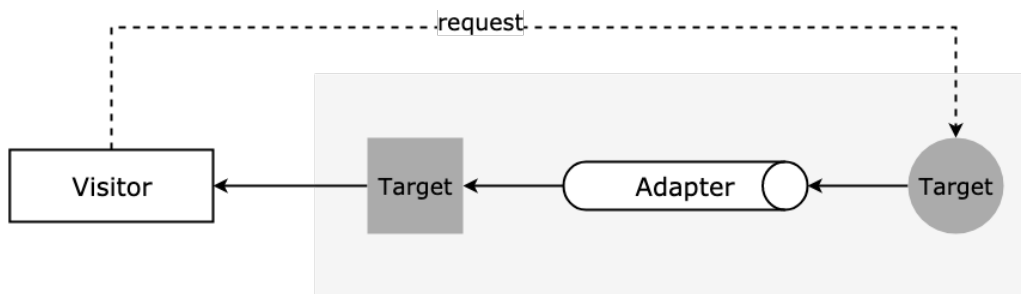 request
Visitor
Target
Adapter
Target